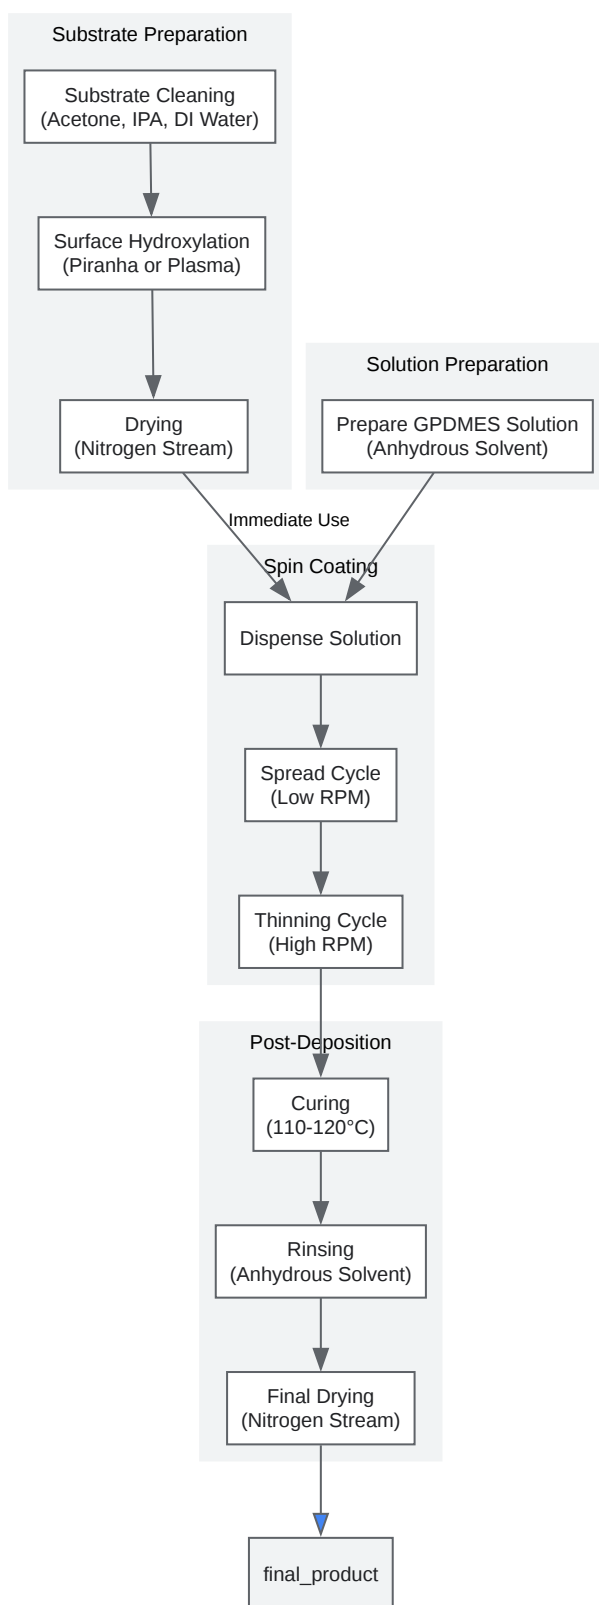 Substrate Preparation
Substrate Cleaning
(Acetone, IPA, DI Water)
Surface Hydroxylation
(Piranha or Plasma)
Drying
(Nitrogen Stream)
Solution Preparation
Prepare GPDMES Solution
(Anhydrous Solvent)
Immediate Use
Spin Coating
Dispense Solution
Spread Cycle
(Low RPM)
Thinning Cycle
(High RPM)
Post-Deposition
Curing
(110-120°C)
Rinsing
(Anhydrous Solvent)
Final Drying
(Nitrogen Stream)
final_product